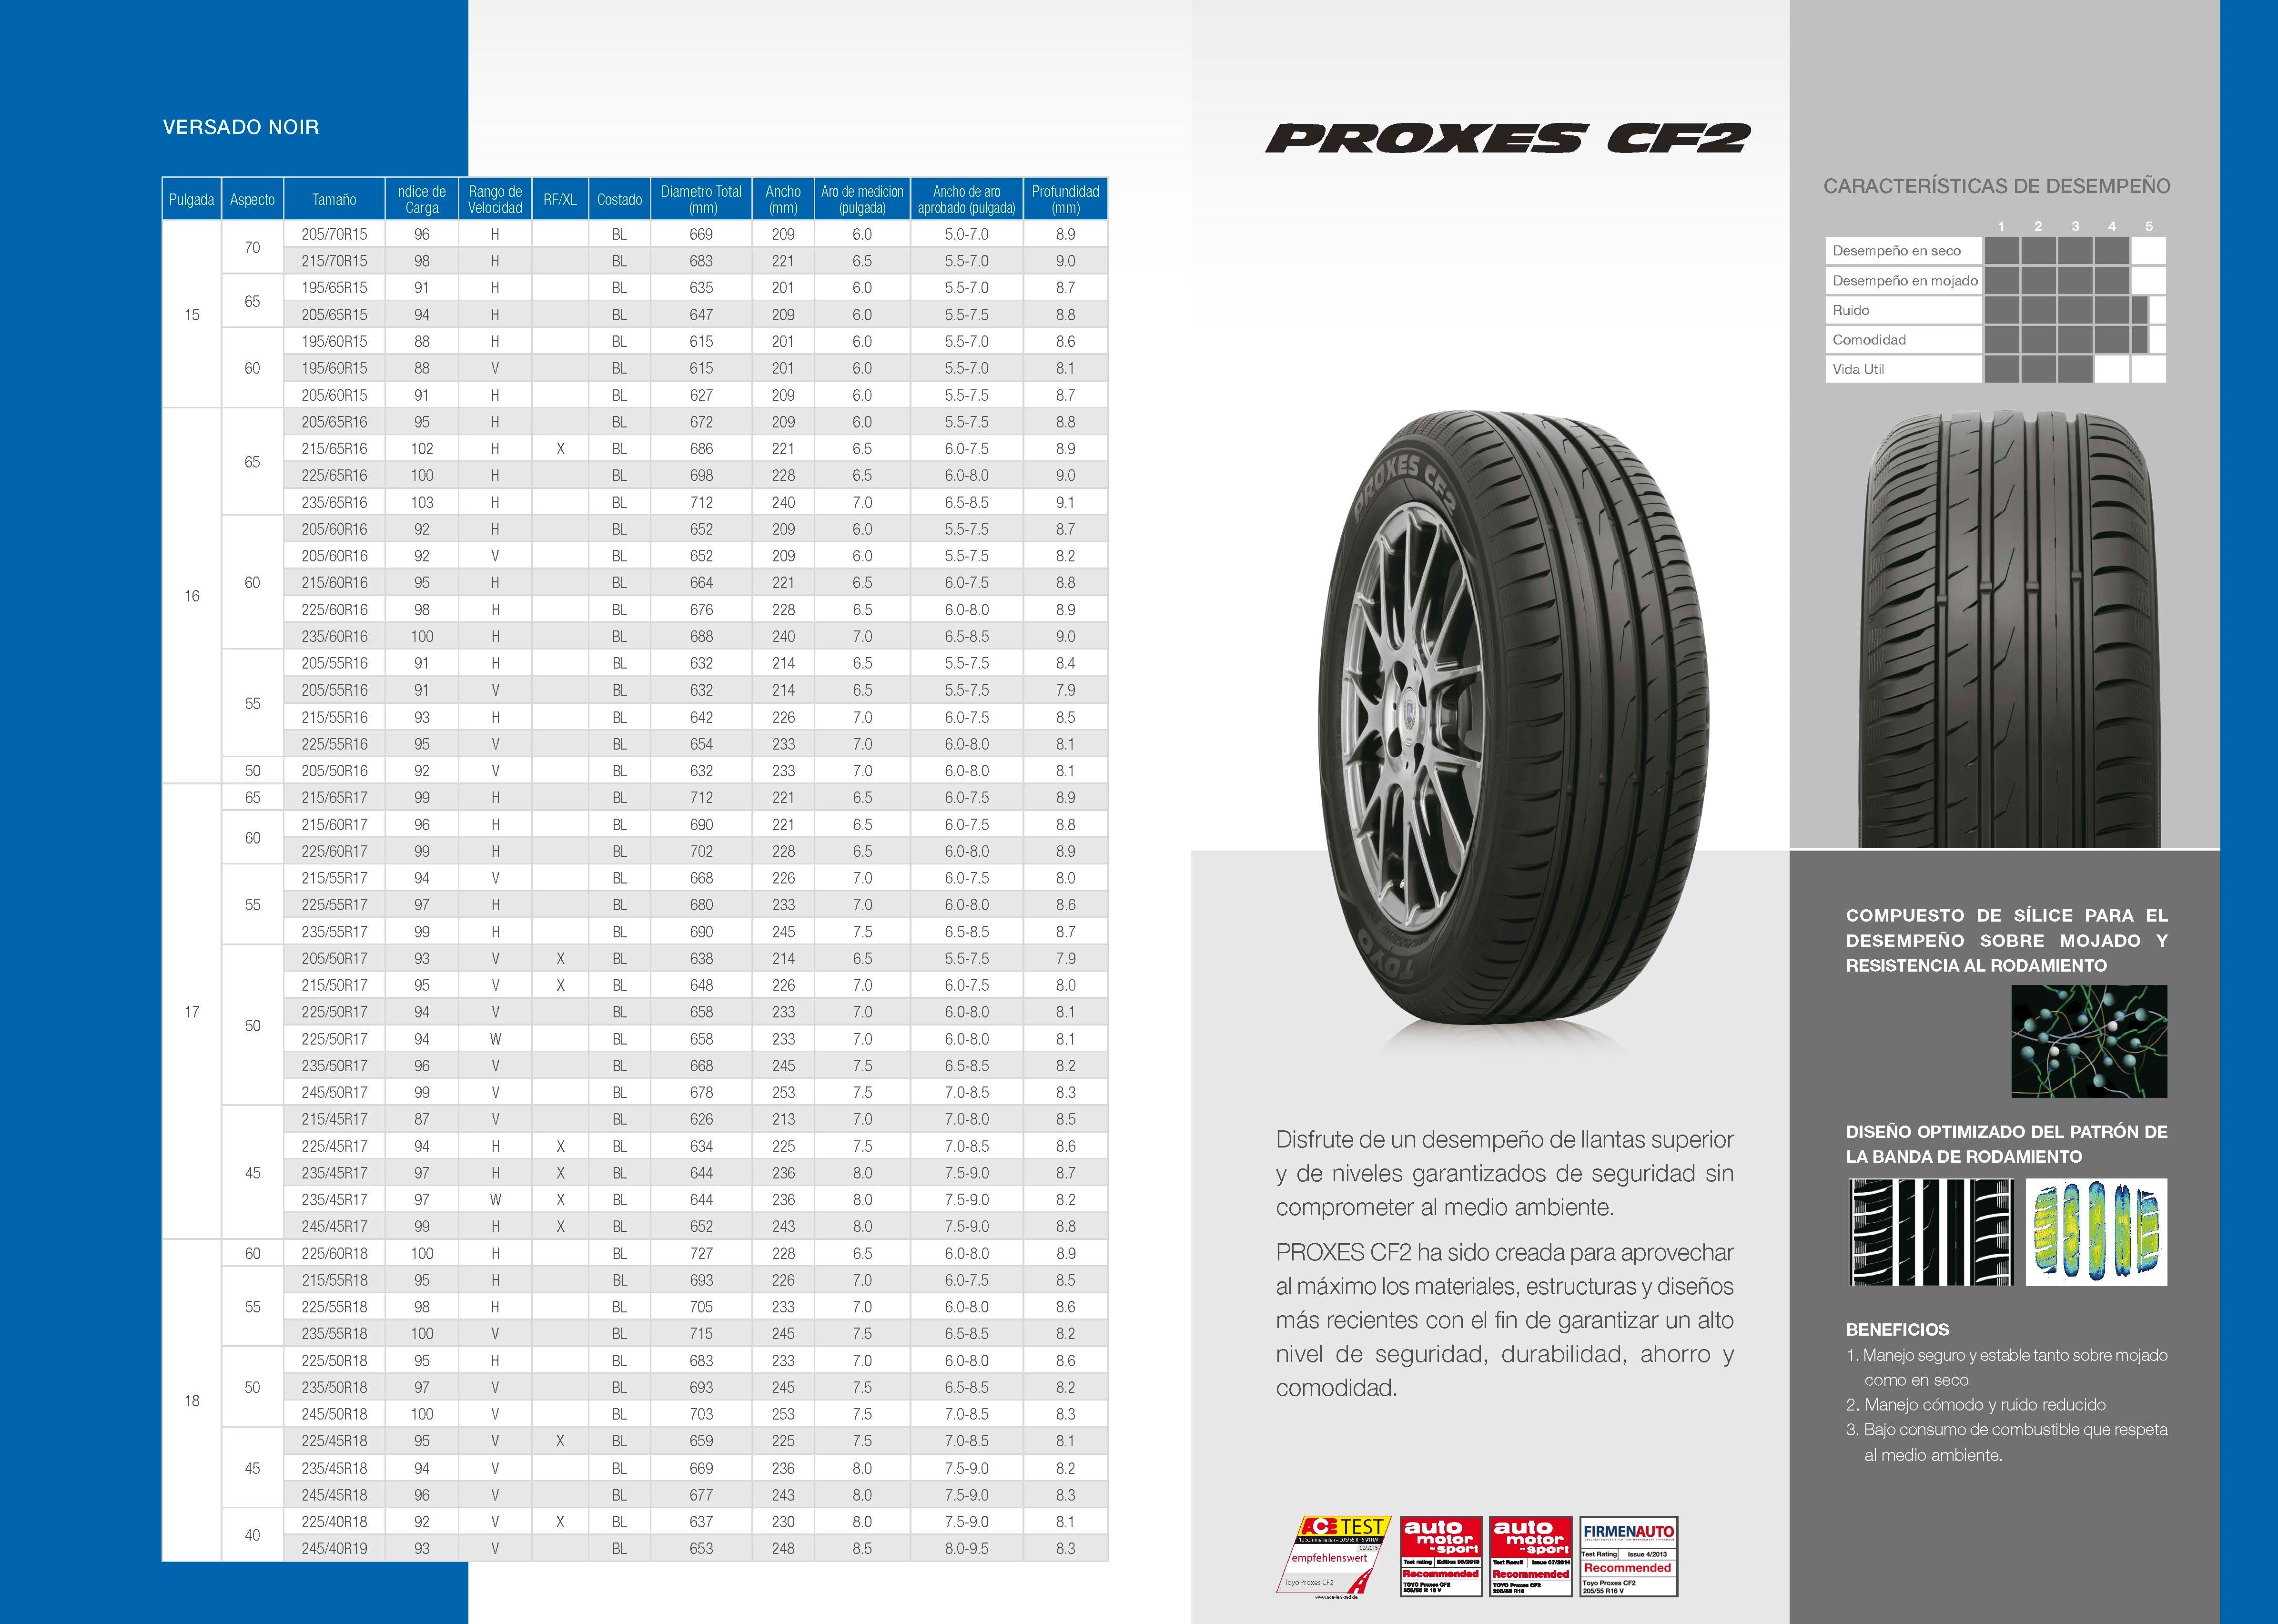 VERSADO NOIR
Pulgada Aspecto Tamaño ndice de Carga Rango de Velocidad RF/XL Costado Diametro Total (mm) Ancho (mm) Aro de medicion (pulgada) Ancho de aro aprobado (pulgada) Profundidad (mm)
15 70 205/70R15 96 H BL 669 209 6.0 5.0-7.0 8.9
215/70R15 98 H BL 683 221 6.5 5.5-7.0 9.0
65 195/65R15 91 H BL 635 201 6.0 5.5-7.0 8.7
205/65R15 94 H BL 647 209 6.0 5.5-7.5 8.8
60 195/60R15 88 H BL 615 201 6.0 5.5-7.0 8.6
195/60R15 88 V BL 615 201 6.0 5.5-7.0 8.1
205/60R15 91 H BL 627 209 6.0 5.5-7.5 8.7
16 65 205/65R16 95 H BL 672 209 6.0 5.5-7.5 8.8
215/65R16 102 H X BL 686 221 6.5 6.0-7.5 8.9
225/65R16 100 H BL 698 228 6.5 6.0-8.0 9.0
235/65R16 103 H BL 712 240 7.0 6.5-8.5 9.1
60 205/60R16 92 H BL 652 209 6.0 5.5-7.5 8.7
205/60R16 92 V BL 652 209 6.0 5.5-7.5 8.2
215/60R16 95 H BL 664 221 6.5 6.0-7.5 8.8
225/60R16 98 H BL 676 228 6.5 6.0-8.0 8.9
235/60R16 100 H BL 688 240 7.0 6.5-8.5 9.0
55 205/55R16 91 H BL 632 214 6.5 5.5-7.5 8.4
205/55R16 91 V BL 632 214 6.5 5.5-7.5 7.9
215/55R16 93 H BL 642 226 7.0 6.0-7.5 8.5
225/55R16 95 V BL 654 233 7.0 6.0-8.0 8.1
50 205/50R16 92 V BL 632 233 7.0 6.0-8.0 8.1
17 65 215/65R17 99 H BL 712 221 6.5 6.0-7.5 8.9
60 215/60R17 96 H BL 690 221 6.5 6.0-7.5 8.8
225/60R17 99 H BL 702 228 6.5 6.0-8.0 8.9
55 215/55R17 94 V BL 668 226 7.0 6.0-7.5 8.0
225/55R17 97 H BL 680 233 7.0 6.0-8.0 8.6
235/55R17 99 H BL 690 245 7.5 6.5-8.5 8.7
50 205/50R17 93 V X BL 638 214 6.5 5.5-7.5 7.9
215/50R17 95 V X BL 648 226 7.0 6.0-7.5 8.0
225/50R17 94 V BL 658 233 7.0 6.0-8.0 8.1
225/50R17 94 W BL 658 233 7.0 6.0-8.0 8.1
235/50R17 96 V BL 668 245 7.5 6.5-8.5 8.2
245/50R17 99 V BL 678 253 7.5 7.0-8.5 8.3
45 215/45R17 87 V BL 626 213 7.0 7.0-8.0 8.5
225/45R17 94 H X BL 634 225 7.5 7.0-8.5 8.6
235/45R17 97 H X BL 644 236 8.0 7.5-9.0 8.7
235/45R17 97 W X BL 644 236 8.0 7.5-9.0 8.2
245/45R17 99 H X BL 652 243 8.0 7.5-9.0 8.8
18 60 225/60R18 100 H BL 727 228 6.5 6.0-8.0 8.9
55 215/55R18 95 H BL 693 226 7.0 6.0-7.5 8.5
225/55R18 98 H BL 705 233 7.0 6.0-8.0 8.6
235/55R18 100 V BL 715 245 7.5 6.5-8.5 8.2
50 225/50R18 95 H BL 683 233 7.0 6.0-8.0 8.6
235/50R18 97 V BL 693 245 7.5 6.5-8.5 8.2
245/50R18 100 V BL 703 253 7.5 7.0-8.5 8.3
45 225/45R18 95 V X BL 659 225 7.5 7.0-8.5 8.1
235/45R18 94 V BL 669 236 8.0 7.5-9.0 8.2
245/45R18 96 V BL 677 243 8.0 7.5-9.0 8.3
40 225/40R18 92 V X BL 637 230 8.0 7.5-9.0 8.1
245/40R19 93 V BL 653 248 8.5 8.0-9.5 8.3
PROXES CF2
PROXES CF2
TOYO
Disfrute de un desempeño de llantas superior
y de niveles garantizados de seguridad sin
comprometer al medio ambiente.
PROXES CF2 ha sido creada para aprovechar
al máximo los materiales, estructuras y diseños
más recientes con el fin de garantizar un alto
nivel de seguridad, durabilidad, ahorro y
comodidad.
ACE TEST
empfehlenswert
Toyo Proxes CF2
www.ace-lenkrad.de
auto
motor
sport
Test rating Edition 06/2013
Recommended
TOYO Proxes CF2
205/55 R 16 V
auto
motor
sport
Test Result Issue 07/2014
Recommended
TOYO Proxes CF2
205/55 R16
FIRMENAUTO
Test Rating Issue 4/2013
Recommended
Toyo Proxes CF2
205/55 R16 V
CARACTERÍSTICAS DE DESEMPEÑO
1 2 3 4 5
Desempeño en seco
Desempeño en mojado
Ruido
Comodidad
Vida Util
COMPUESTO DE SÍLICE PARA EL
DESEMPEÑO SOBRE MOJADO Y
RESISTENCIA AL RODAMIENTO
DISEÑO OPTIMIZADO DEL PATRÓN DE
LA BANDA DE RODAMIENTO
BENEFICIOS
1. Manejo seguro y estable tanto sobre mojado
como en seco
2. Manejo cómodo y ruido reducido
3. Bajo consumo de combustible que respeta
al medio ambiente.